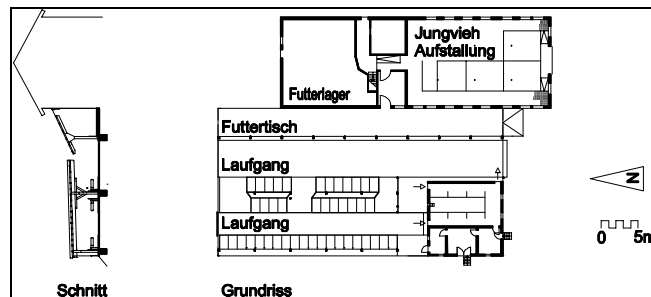 Jungvieh
Aufstallung
Futterlager
Futtertisch
Laufgang
Laufgang
N
0 5m
Schnitt Grundriss